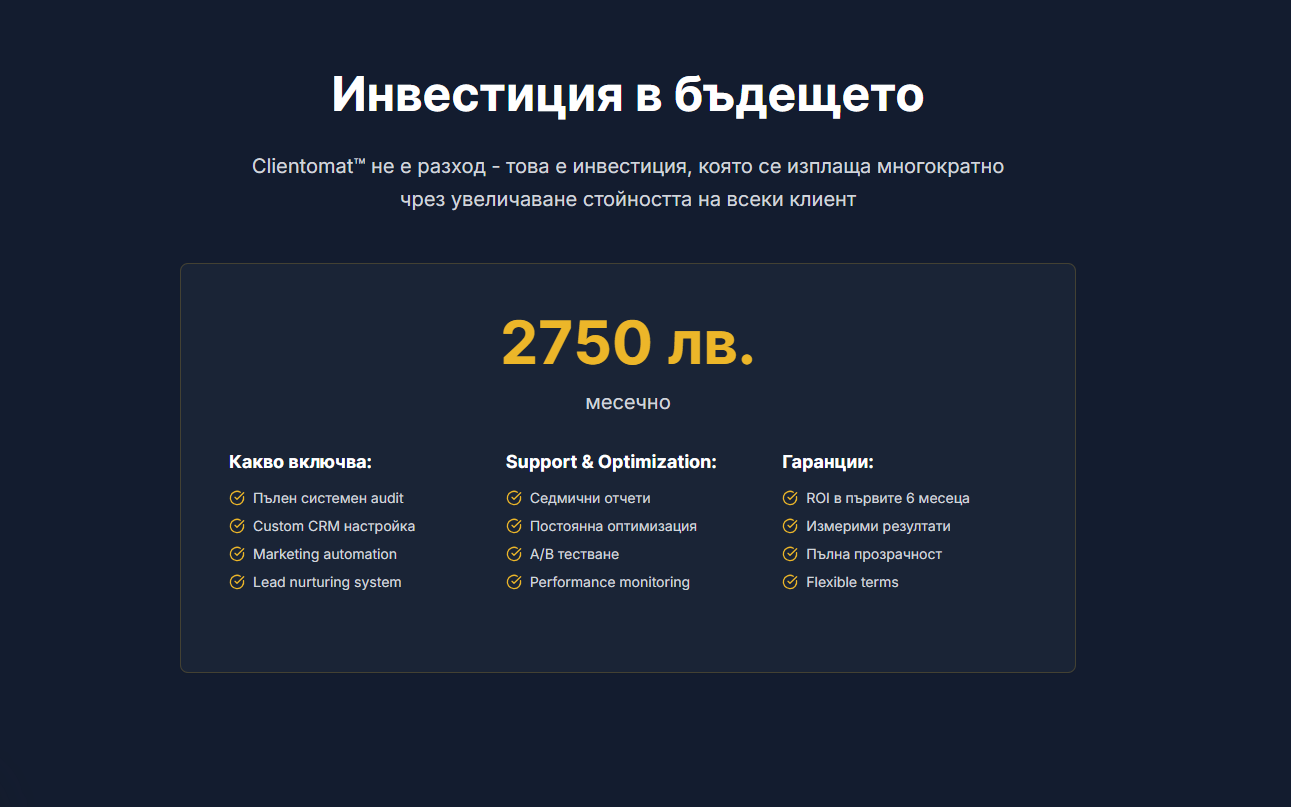 Инвестиция в бъдещето
Clientomat™ не е разход - това е инвестиция, която се изплаща многократно
чрез увеличаване стойността на всеки клиент
2750 лв.
месечно
Какво включва:
Пълен системен audit
Custom CRM настройка
Marketing automation
Lead nurturing system
Support & Optimization:
Седмични отчети
Постоянна оптимизация
A/B тестване
Performance monitoring
Гаранции:
ROI в първите 6 месеца
Измерими резултати
Пълна прозрачност
Flexible terms